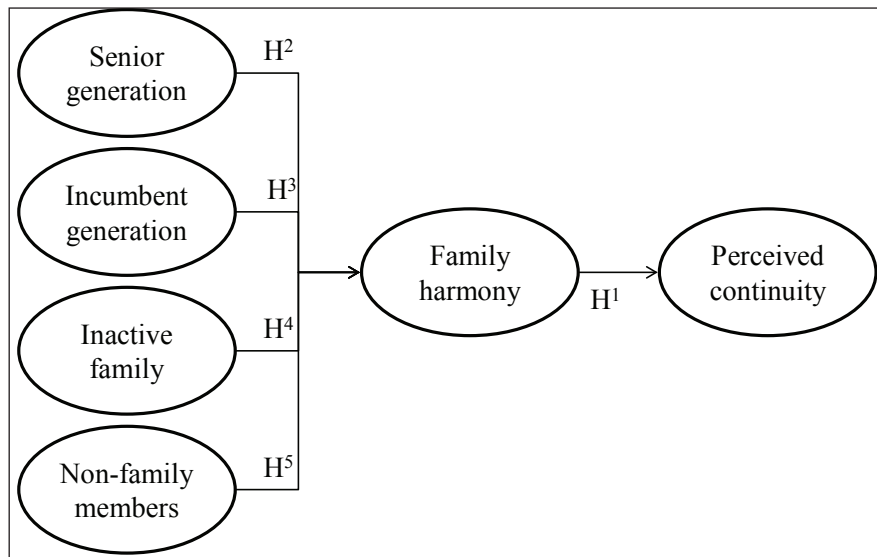 Senior
generation
H²
Incumbent
generation
H³
Inactive
family
H⁴
Non-family
members
H⁵
Family
harmony
H¹
Perceived
continuity